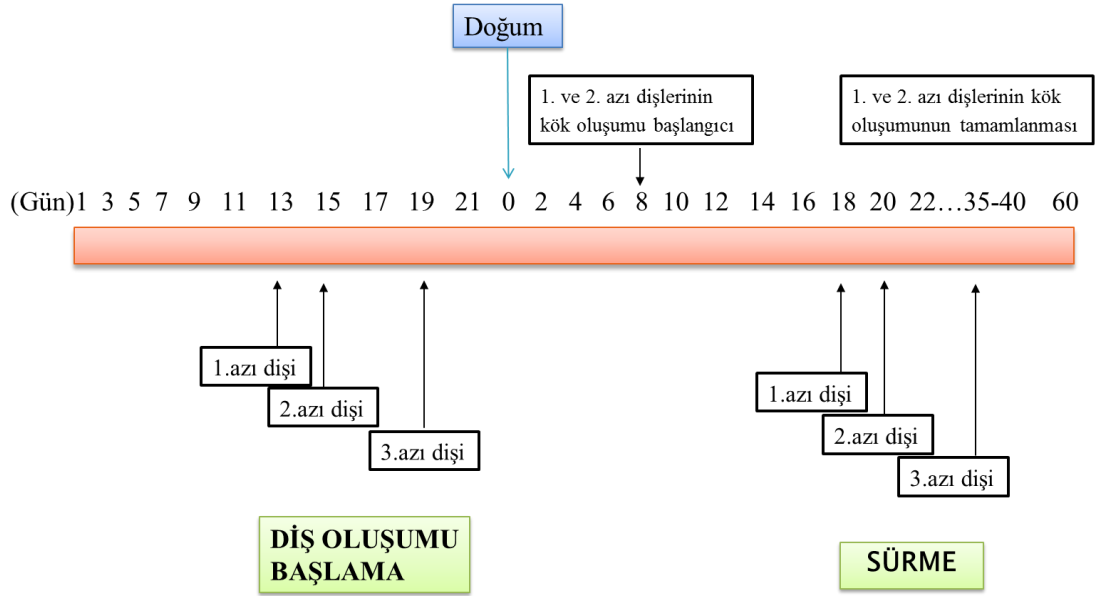 Doğum
1. ve 2. azı dişlerinin
kök oluşumu başlangıcı
1. ve 2. azı dişlerinin kök
oluşumunun tamamlanması
(Gün)1 3 5 7 9 11 13 15 17 19 21 0 2 4 6 8 10 12 14 16 18 20 22…35-40 60
1.azı dişi
2.azı dişi
3.azı dişi
1.azı dişi
2.azı dişi
3.azı dişi
DİŞ OLUŞUMU
BAŞLAMA
SÜRME